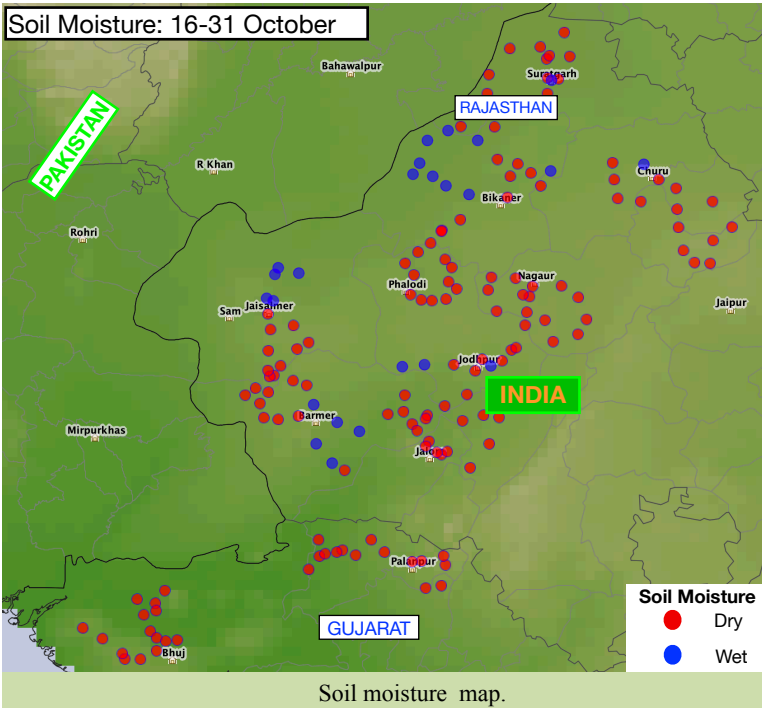 Soil Moisture: 16-31 October
Bahawalpur
Suratgarh
RAJASTHAN
PAKISTAN
R Khan
Churu
Bikaner
Rohri
Phalodi
Nagaur
Sam
Jaisalmer
Jaipur
Jodhpur
INDIA
Barmer
Mirpurkhas
Jalore
Palanpur
Soil Moisture
Dry
GUJARAT
Wet
Bhuj
Soil moisture map.